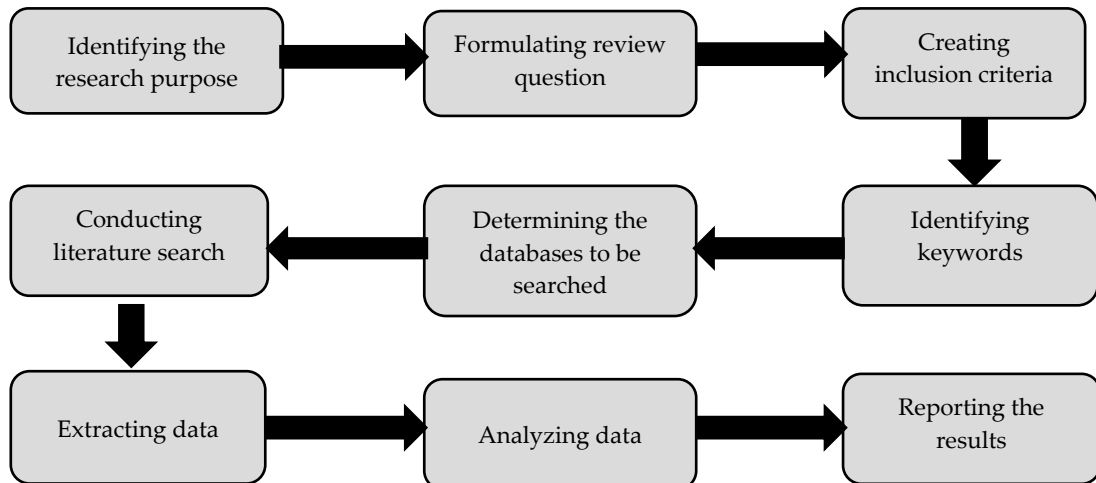 Identifying the
research purpose
Formulating review
question
Creating
inclusion criteria
Identifying
keywords
Determining the
databases to be
searched
Conducting
literature search
Extracting data
Analyzing data
Reporting the
results